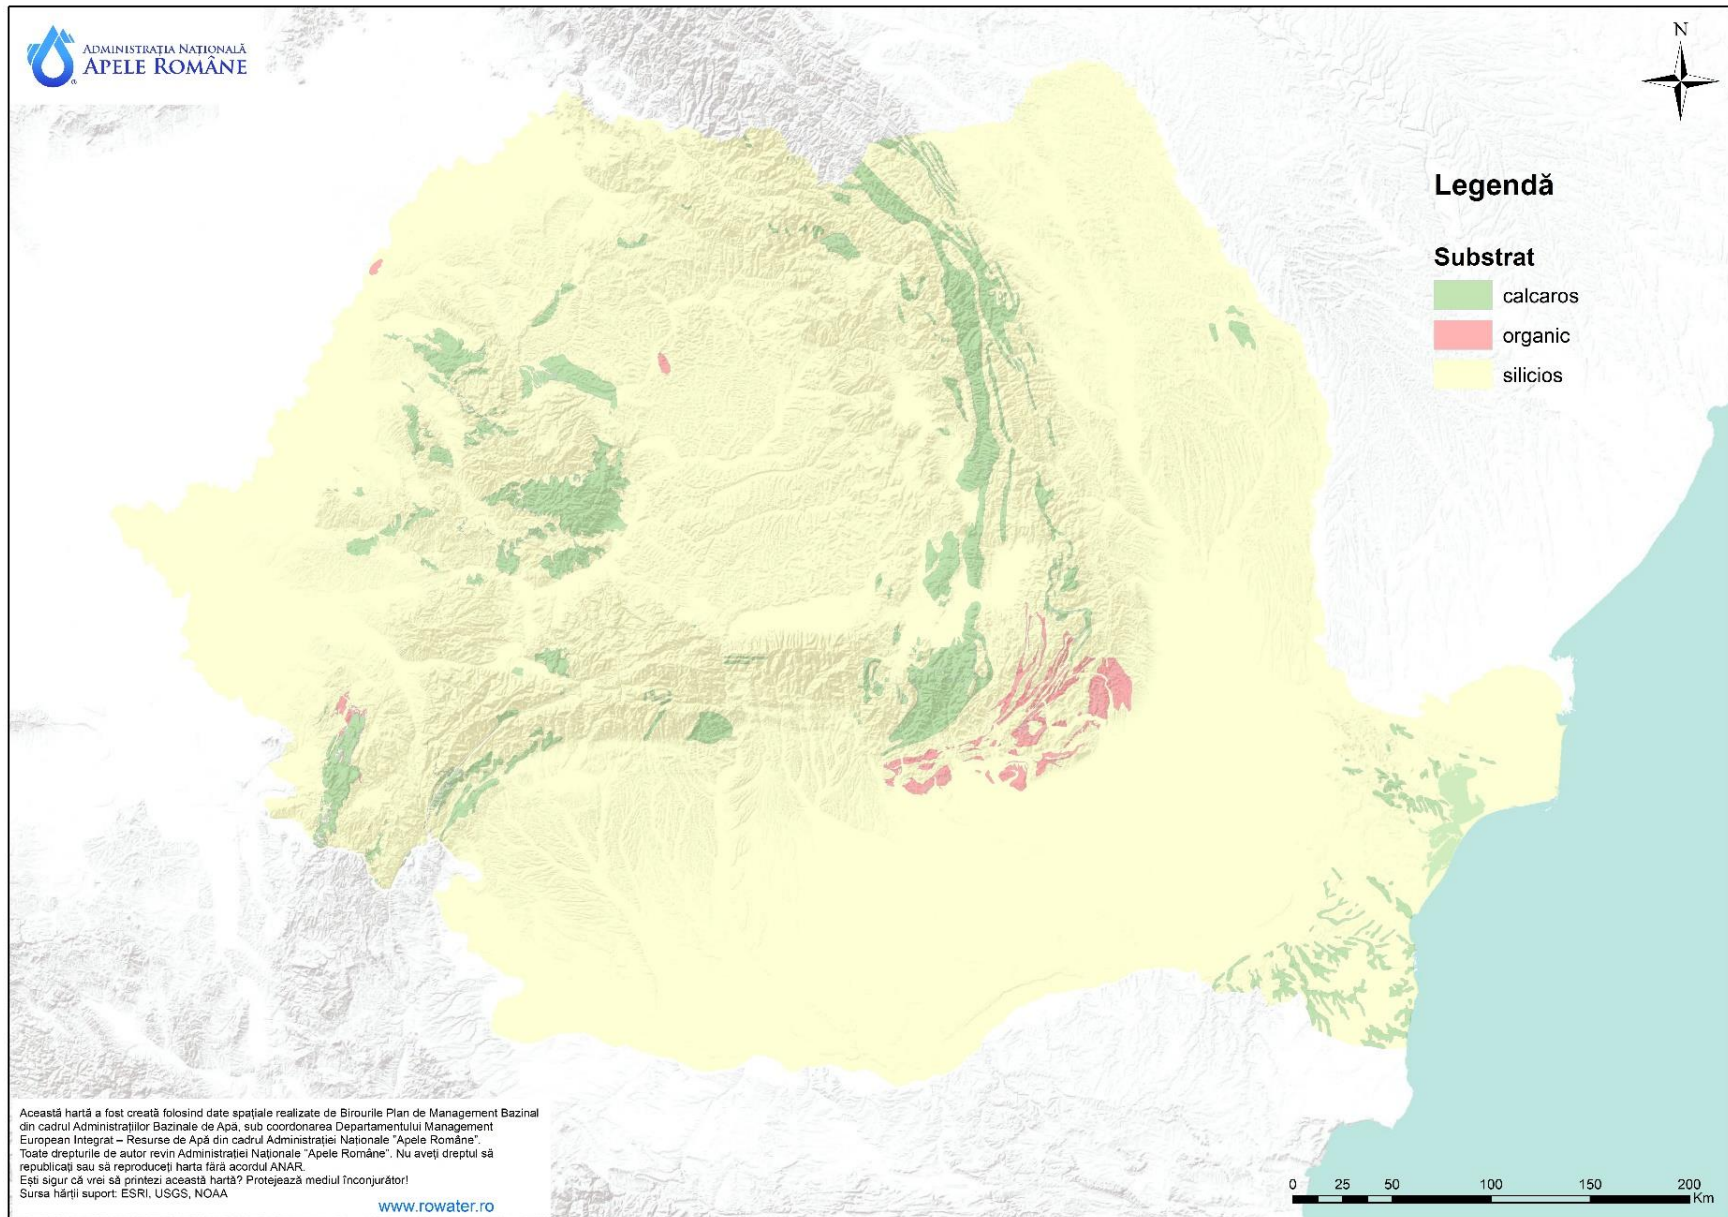 ADMINISTRAȚIA NAȚIONALĂ
APELE ROMÂNE
N
Legendă
Substrat
calcaros
organic
silicios
Această hartă a fost creată folosind date spațiale realizate de Birourile Plan de Management Bazinal
din cadrul Administrațiilor Bazinale de Apă, sub coordonarea Departamentului Management
European Integrat – Resurse de Apă din cadrul Administrației Naționale "Apele Române".
Toate drepturile de autor revin Administrației Naționale "Apele Române". Nu aveți dreptul să
republicați sau să reproduceți harta fără acordul ANAR.
Ești sigur că vrei să printezi această hartă? Protejează mediul înconjurător!
Sursa hărții suport: ESRI, USGS, NOAA
www.rowater.ro
0 25 50 100 150 200
Km